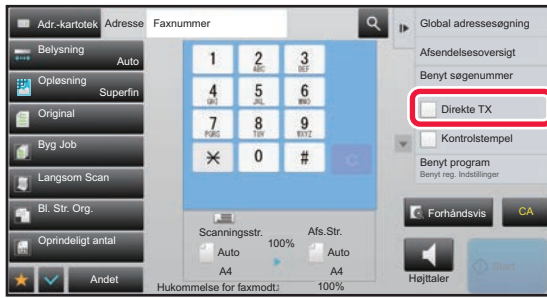 Adr.-kartotek
Adresse
Faxnummer
Belysning
Auto
Opløsning
Superfin
Original
Byg Job
Langsom Scan
Bl. Str. Org.
Oprindeligt antal
Andet
1
2
ABC
3
DEF
4
GHI
5
JKL
6
MNO
7
PQRS
8
TUV
9
WXYZ
0
#
C
Scanningsstr.
100%
Afs.Str.
Auto
A4
Auto
A4
Hukommelse for faxmodt.:
100%
Global adressesøgning
Afsendelsesoversigt
Benyt søgenummer
Direkte TX
Kontrolstempel
Benyt program
Benyt reg. Indstillinger
Forhåndsvis
CA
Højttaler
Start